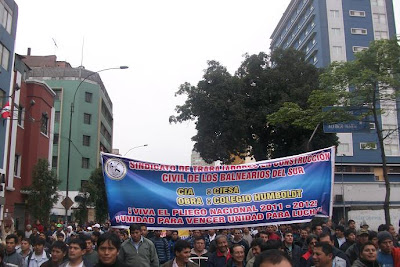 SINDICATO DE TRABAJADORES EN CONSTRUCCION
CIVIL DE LOS BALNEARIOS DEL SUR
CIA : CIESA
OBRA : COLEGIO HUMBOLDT
¡ VIVA EL PLIEGO NACIONAL 2011 - 2012 !
¡ UNIDAD PARA VENCER UNIDAD PARA LUCHAR